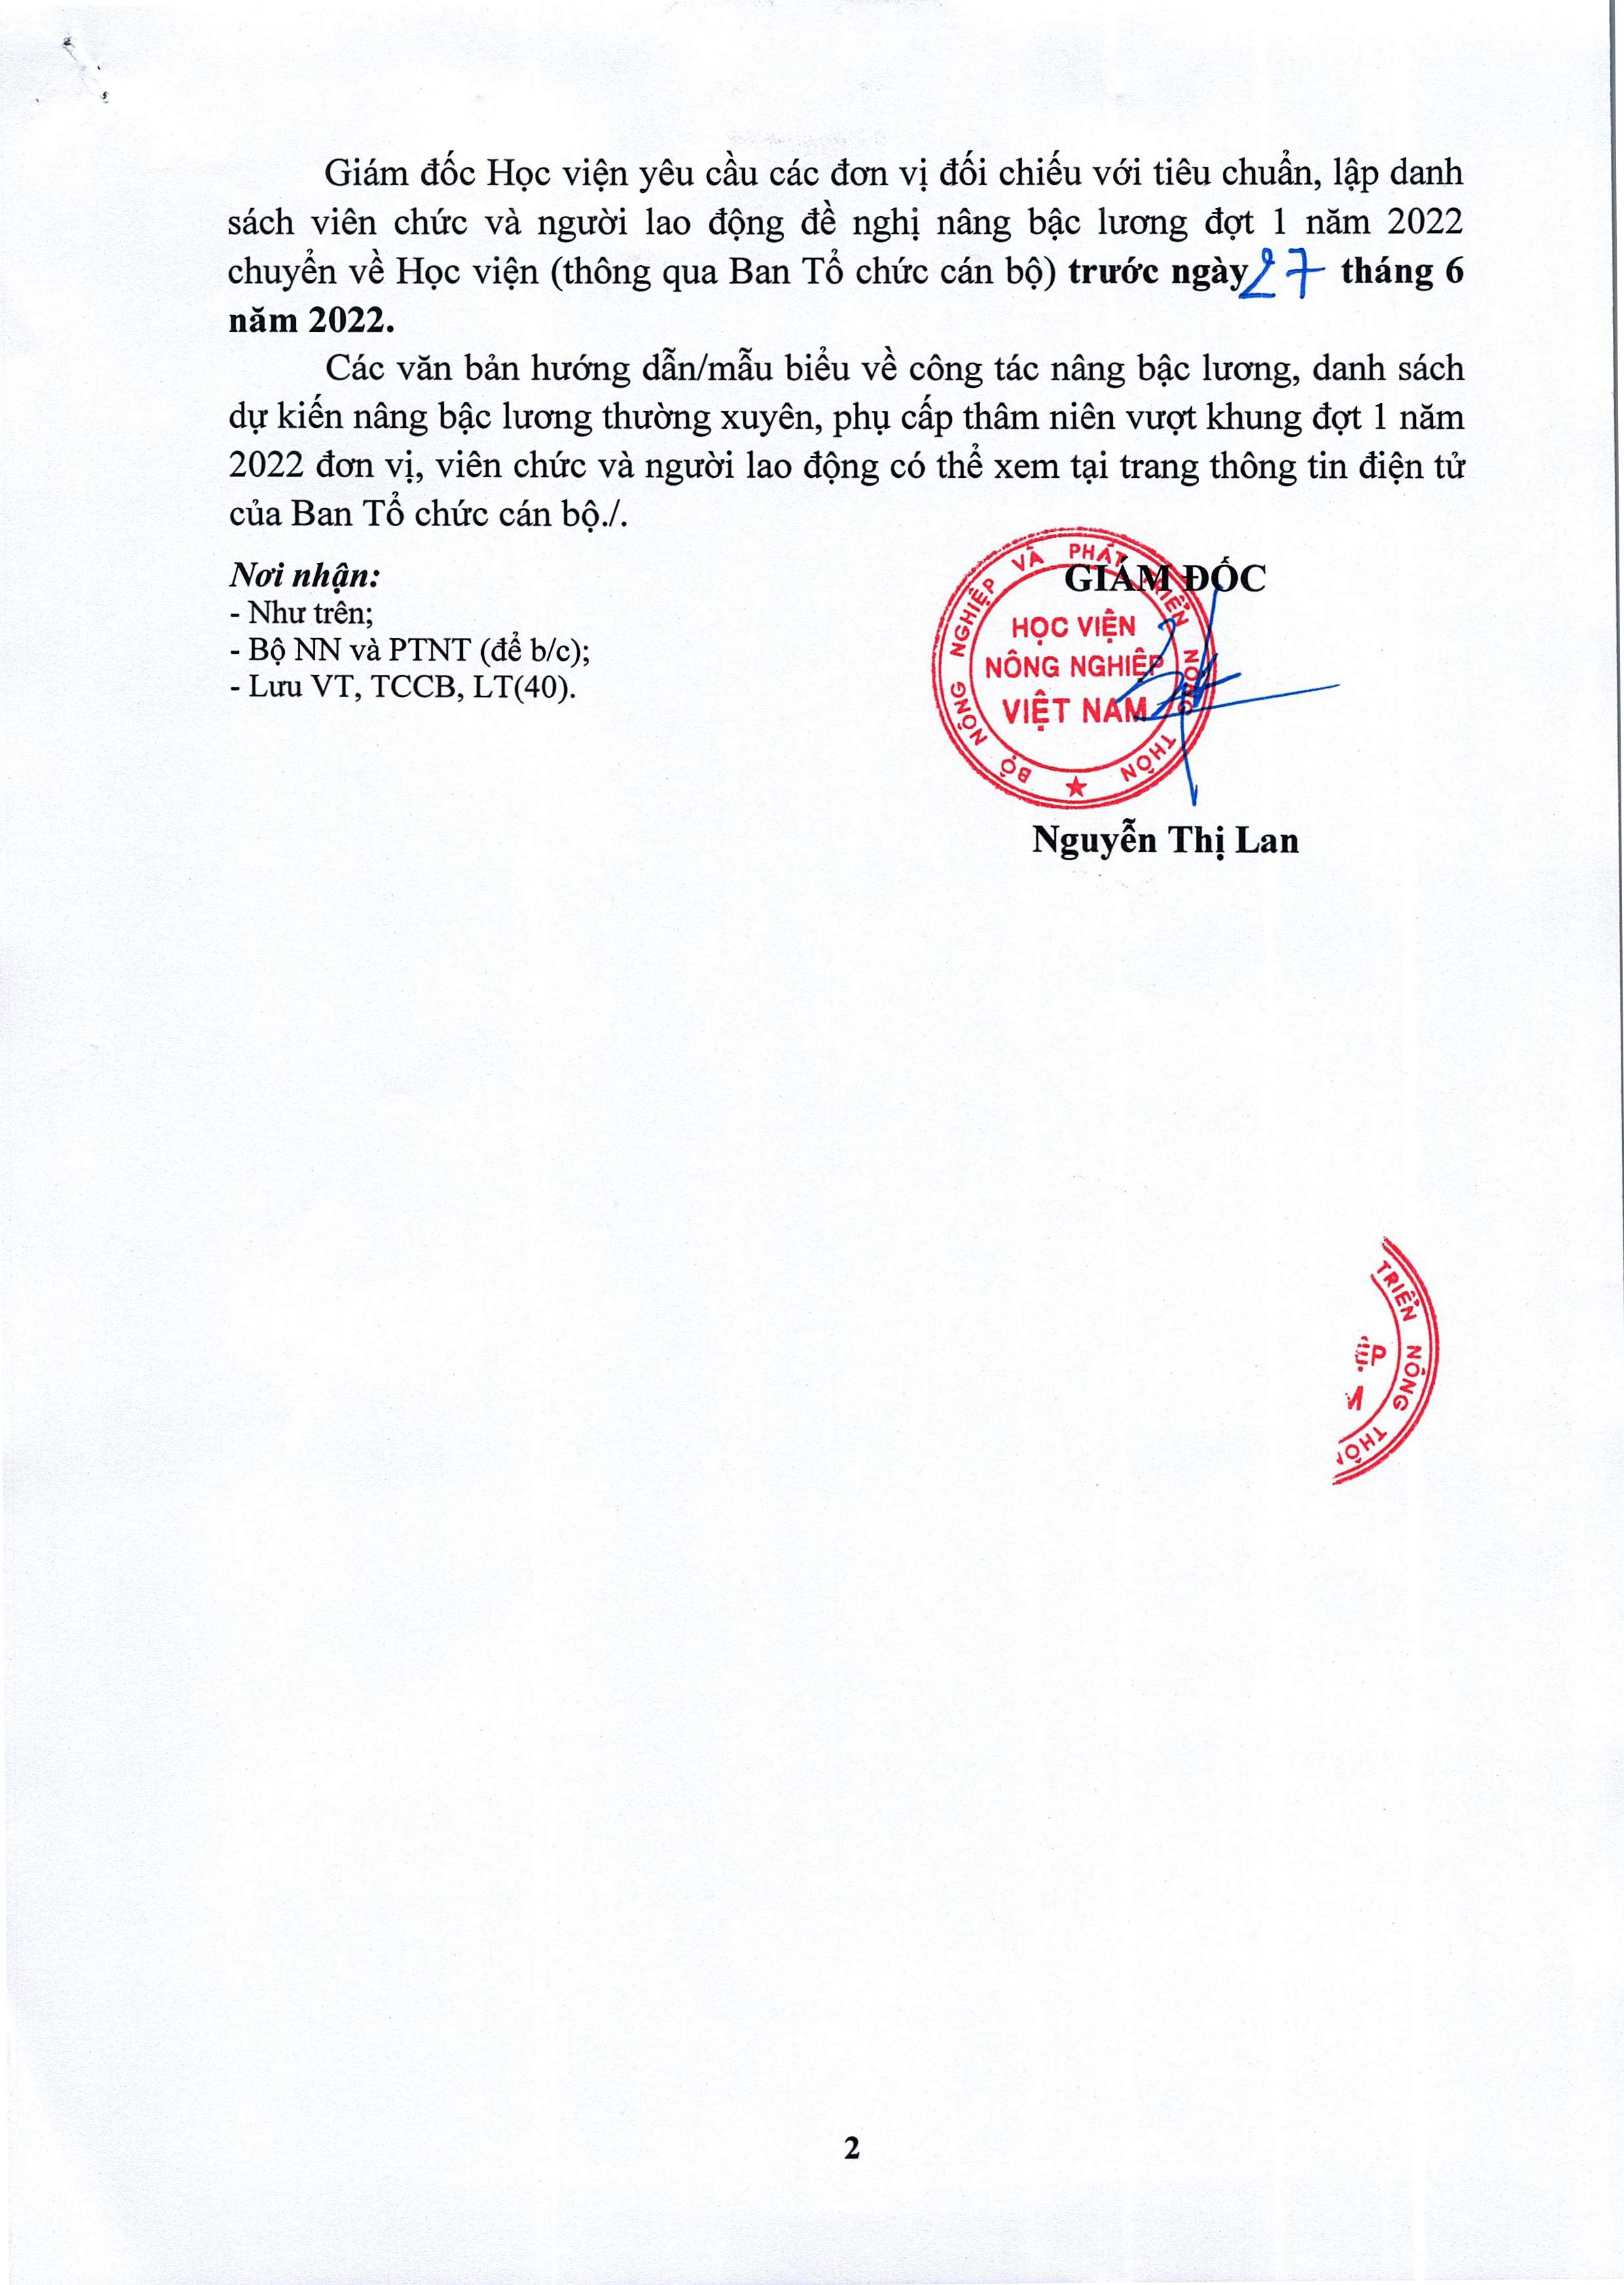 Giám đốc Học viện yêu cầu các đơn vị đối chiếu với tiêu chuẩn, lập danh
sách viên chức và người lao động đề nghị nâng bậc lương đợt 1 năm 2022
chuyển về Học viện (thông qua Ban Tổ chức cán bộ) trước ngày 27 tháng 6
năm 2022.
Các văn bản hướng dẫn/mẫu biểu về công tác nâng bậc lương, danh sách
dự kiến nâng bậc lương thường xuyên, phụ cấp thâm niên vượt khung đợt 1 năm
2022 đơn vị, viên chức và người lao động có thể xem tại trang thông tin điện tử
của Ban Tổ chức cán bộ./.
Nơi nhận:
- Như trên;
- Bộ NN và PTNT (để b/c);
- Lưu VT, TCCB, LT(40).
GIÁM ĐỐC
BỘ NÔNG NGHIỆP VÀ PHÁT TRIỂN NÔNG THÔN
HỌC VIỆN
NÔNG NGHIỆP
VIỆT NAM
Nguyễn Thị Lan
TRIỂN NÔNG THÔN
ỆP
M
2